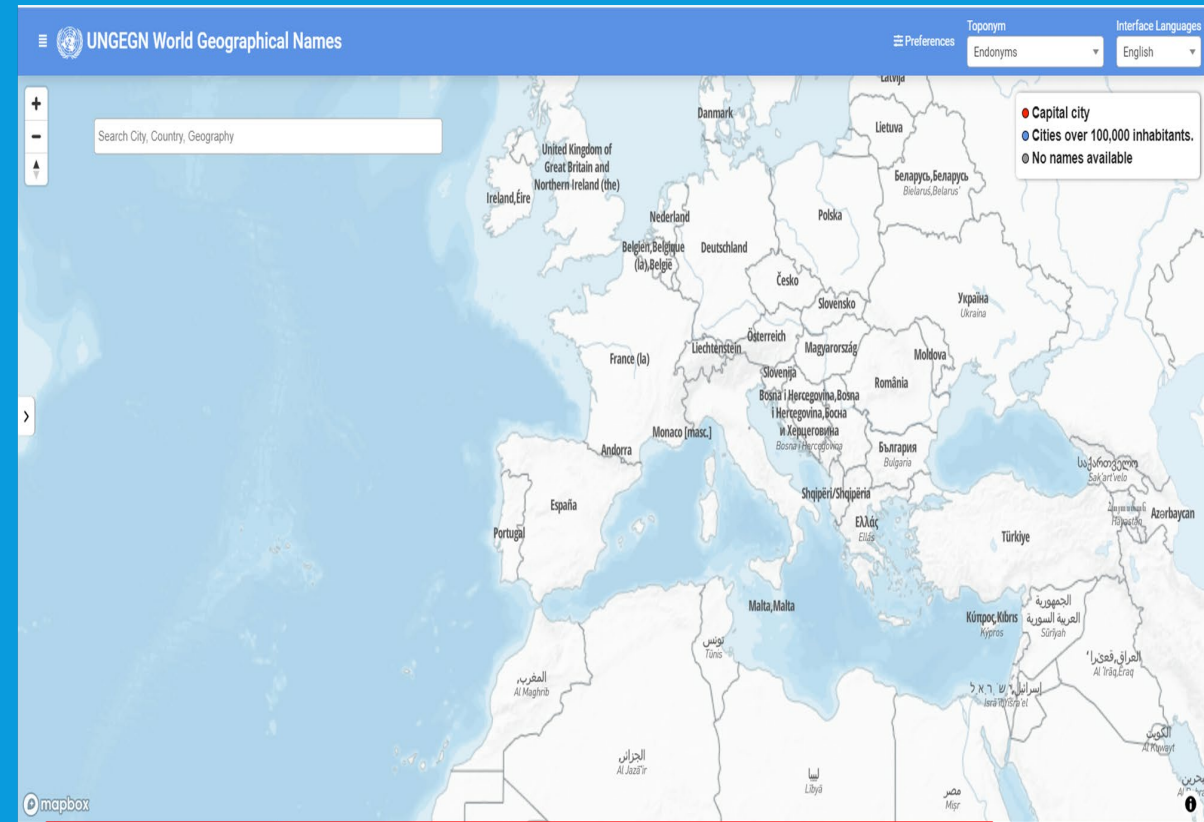 UNGEGN World Geographical Names
Preferences
Toponym
Endonyms
Interface Languages
English
Search City, Country, Geography
Capital city
Cities over 100,000 inhabitants.
No names available
Latvija
Danmark
Lietuva
United Kingdom of
Great Britain and
Northern Ireland (the)
Беларусь,Беларусь
Bielaruś,Belarus'
Ireland,Éire
Nederland
Polska
Belgien,Belgique
(la),België
Deutschland
Česko
Slovensko
Україна
Ukraina
Österreich
Liechtenstein
Magyarország
Moldova
France (la)
Slovenija
România
Bosna i Hercegovina,Bosna
i Hercegovina,Босна
и Херцеговина
Bosna i Hercegovina
Monaco [masc.]
Andorra
България
Bulgaria
საქართველო
Sak'art'velo
Shqipëri/Shqipëria
España
Portugal
Ελλάς
Ellás
Hayastan
Azərbaycan
Türkiye
Malta,Malta
Κύπρος,Kıbrıs
Kýpros
الجمهورية
العربية السورية
Sūrīyah
تونس
Tūnis
المغرب,
Al Maghrib
Al ‘Irāq,Êraq
الجزائر,
Al Jazā'ir
ليبيا
Lībyā
مصر
Mişr
الكويت
Al Kuwayt
mapbox